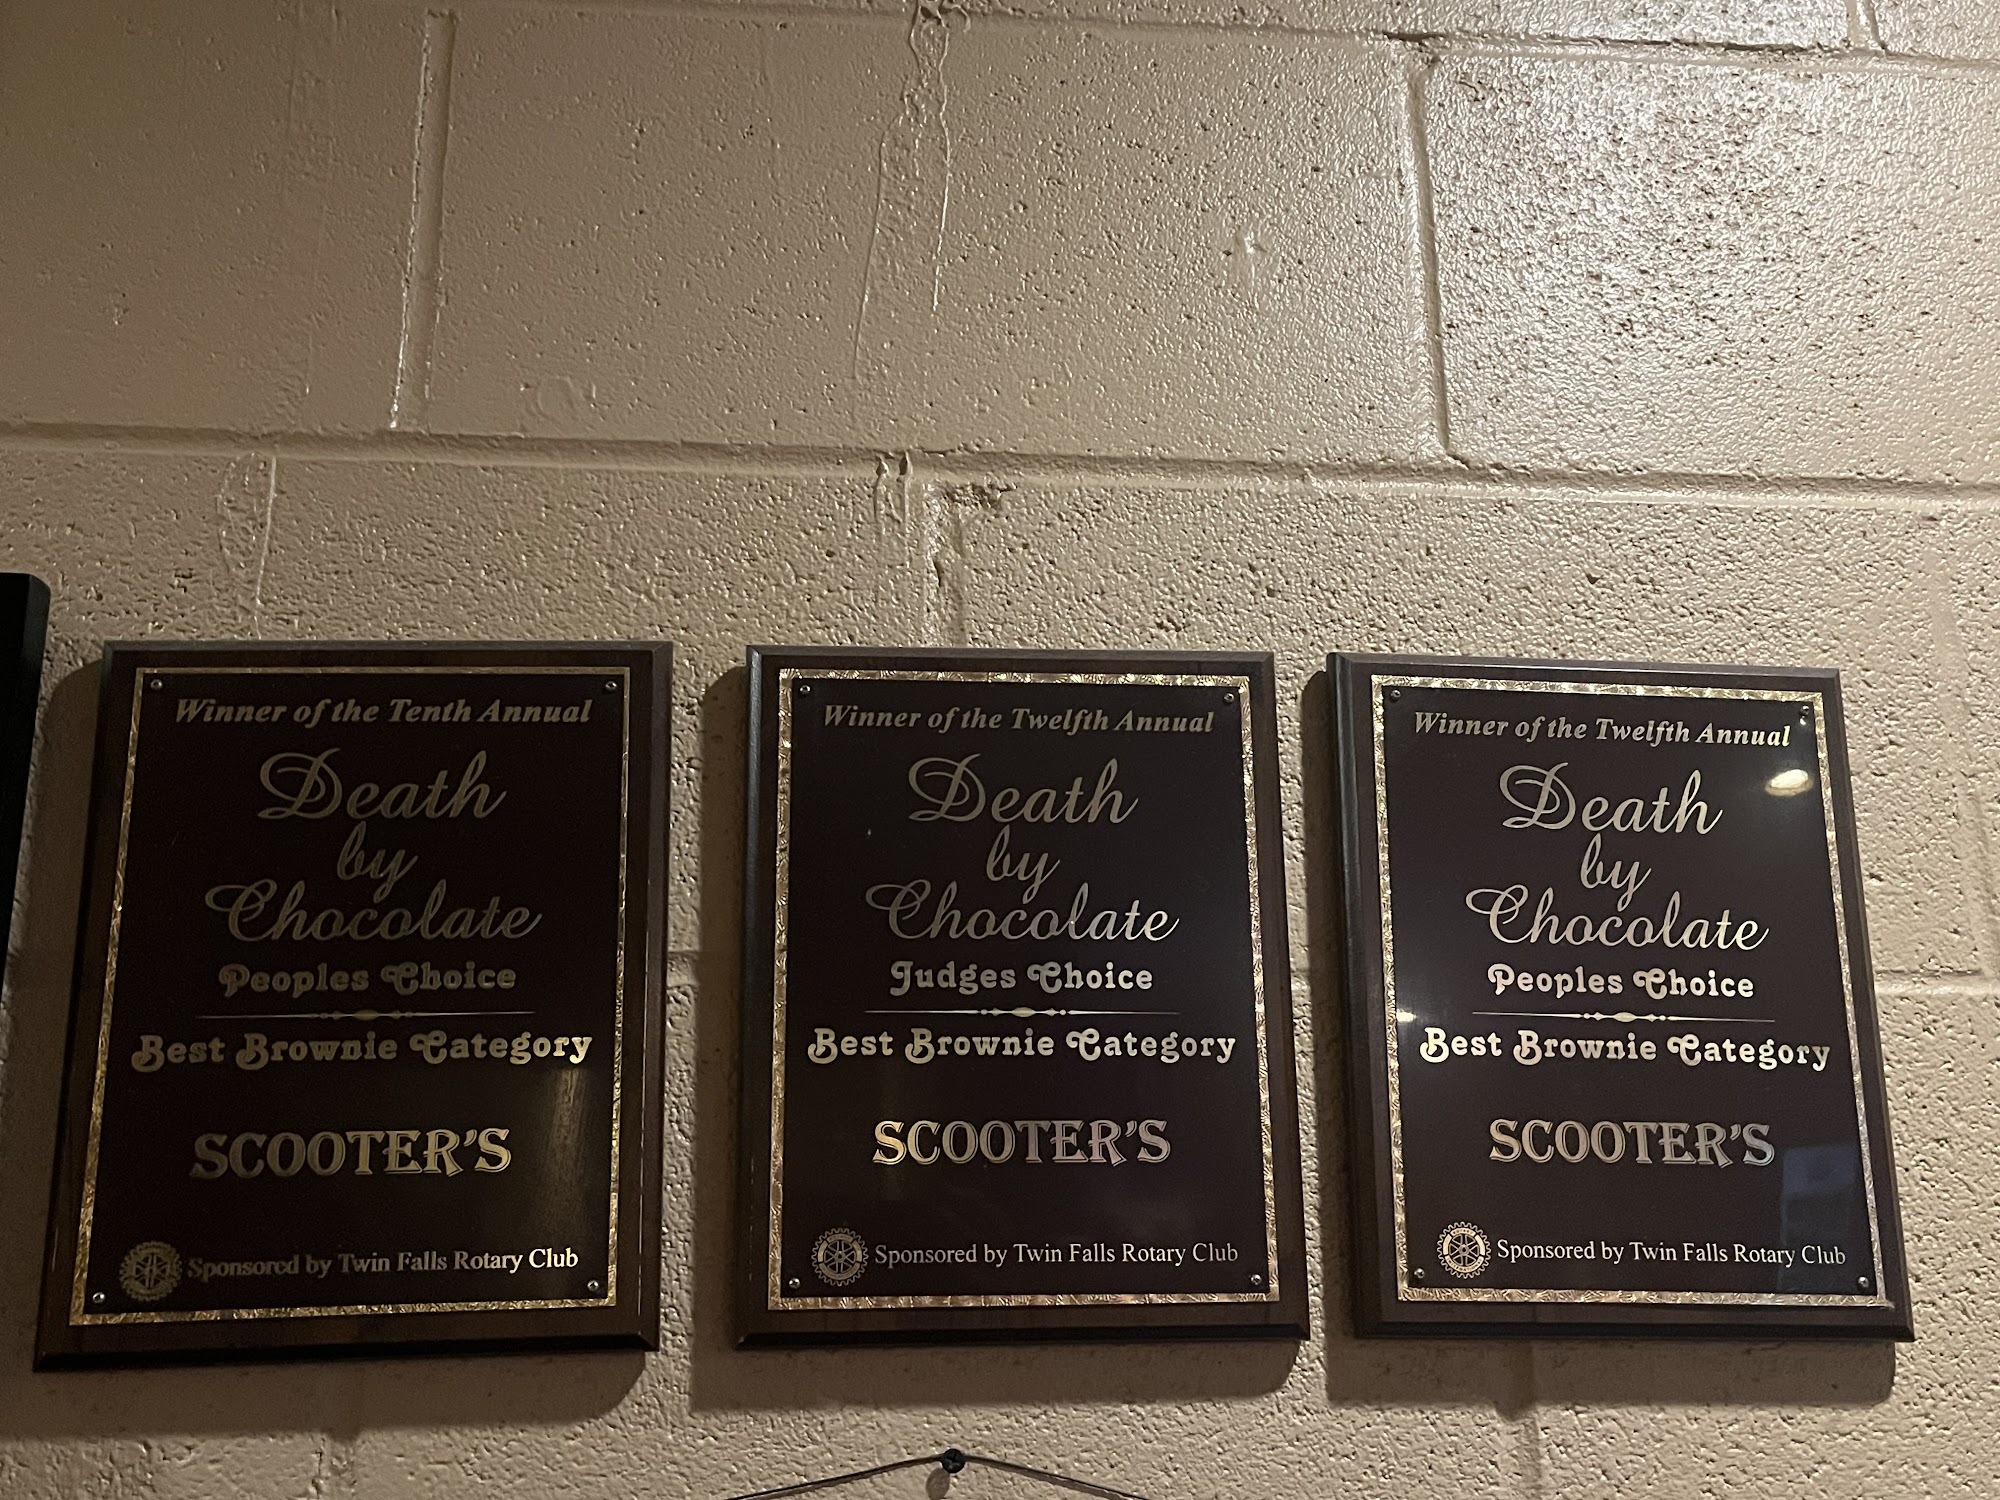 Winner of the Tenth Annual
Death
by
Chocolate
Peoples Choice
Best Brownie Category
SCOOTER'S
Sponsored by Twin Falls Rotary Club
Winner of the Twelfth Annual
Death
by
Chocolate
Judges Choice
Best Brownie Category
SCOOTER'S
Sponsored by Twin Falls Rotary Club
Winner of the Twelfth Annual
Death
by
Chocolate
Peoples Choice
Best Brownie Category
SCOOTER'S
Sponsored by Twin Falls Rotary Club